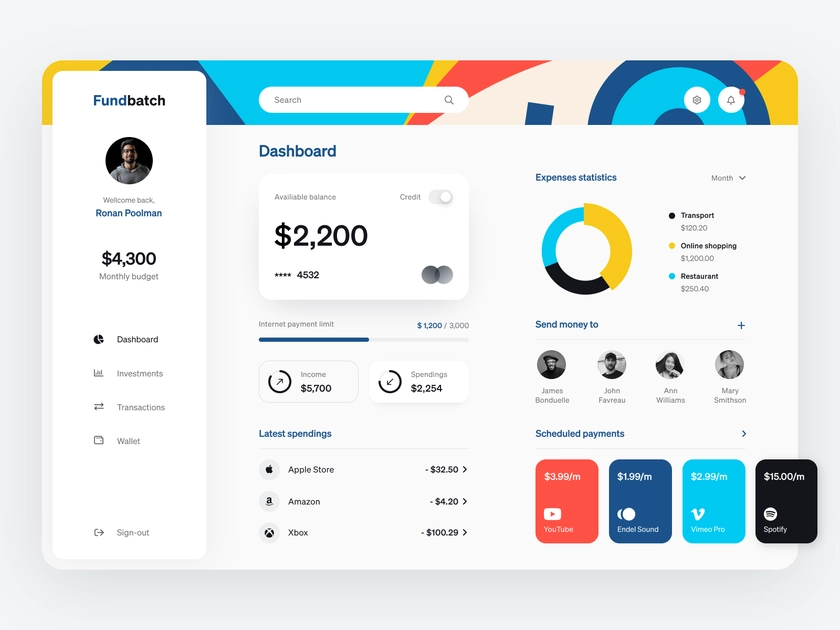 Fundbatch
Search
Welcome back,
Ronan Poolman
$4,300
Monthly budget
Dashboard
Investments
Transactions
Wallet
Sign-out
Dashboard
Availiable balance
Credit
$2,200
**** 4532
Internet payment limit
$ 1,200 / 3,000
Income
$5,700
Spendings
$2,254
Latest spendings
Apple Store
- $32.50
Amazon
- $4.20
Xbox
- $100.29
Expenses statistics
Month
Transport
$120.20
Online shopping
$1,200.00
Restaurant
$250.40
Send money to
James
Bonduelle
John
Favreau
Ann
Williams
Mary
Smithson
Scheduled payments
$3.99/m
YouTube
$1.99/m
Endel Sound
$2.99/m
Vimeo Pro
$15.00/m
Spotify